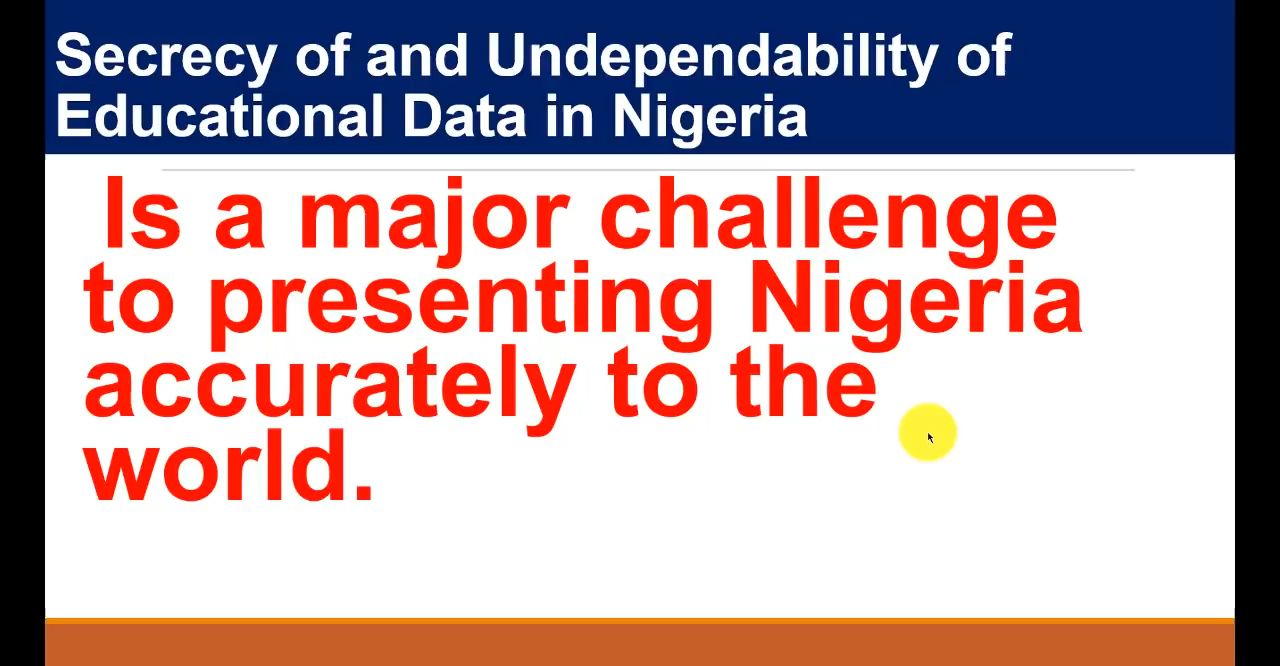 Secrecy of and Undependability of
Educational Data in Nigeria
Is a major challenge
to presenting Nigeria
accurately to the
world.